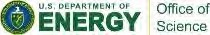 U.S. DEPARTMENT OF
ENERGY
Office of
Science